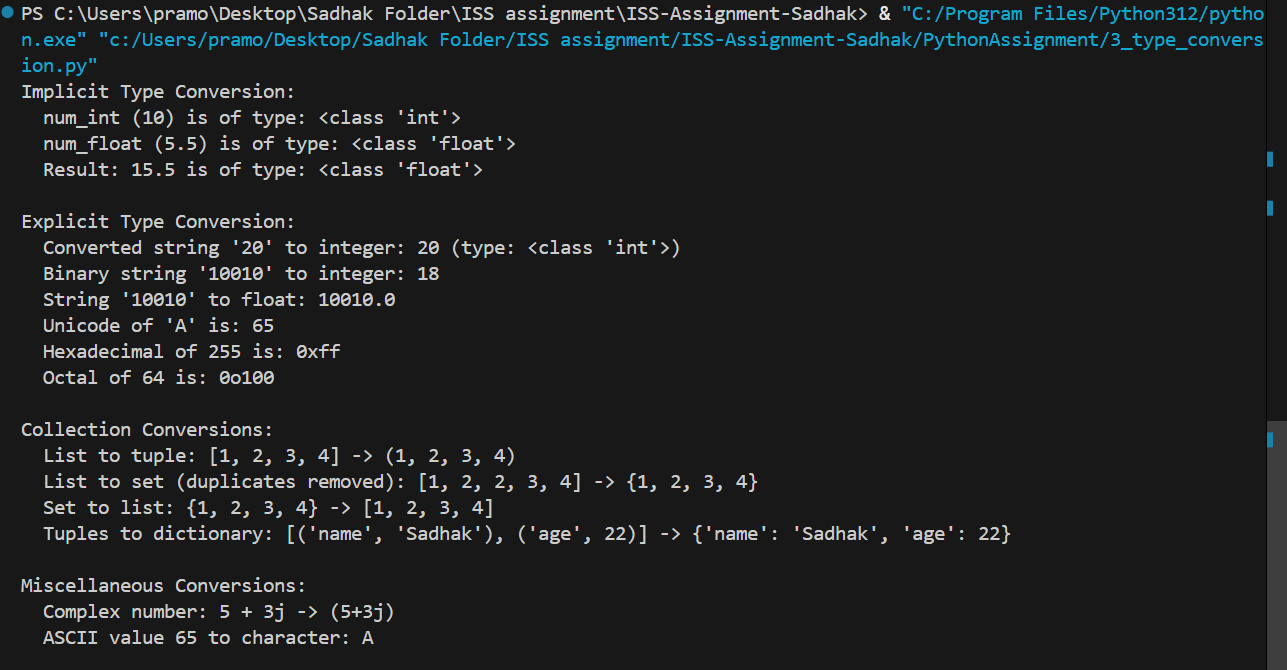 PS C:\Users\pramo\Desktop\Sadhak Folder\ISS assignment\ISS-Assignment-Sadhak> & "C:/Program Files/Python312/pytho
n.exe" "c:/Users/pramo/Desktop/Sadhak Folder/ISS assignment/ISS-Assignment-Sadhak/PythonAssignment/3_type_convers
ion.py"
Implicit Type Conversion:
  num_int (10) is of type: <class 'int'>
  num_float (5.5) is of type: <class 'float'>
  Result: 15.5 is of type: <class 'float'>

Explicit Type Conversion:
  Converted string '20' to integer: 20 (type: <class 'int'>)
  Binary string '10010' to integer: 18
  String '10010' to float: 10010.0
  Unicode of 'A' is: 65
  Hexadecimal of 255 is: 0xff
  Octal of 64 is: 0o100

Collection Conversions:
  List to tuple: [1, 2, 3, 4] -> (1, 2, 3, 4)
  List to set (duplicates removed): [1, 2, 2, 3, 4] -> {1, 2, 3, 4}
  Set to list: {1, 2, 3, 4} -> [1, 2, 3, 4]
  Tuples to dictionary: [('name', 'Sadhak'), ('age', 22)] -> {'name': 'Sadhak', 'age': 22}

Miscellaneous Conversions:
  Complex number: 5 + 3j -> (5+3j)
  ASCII value 65 to character: A